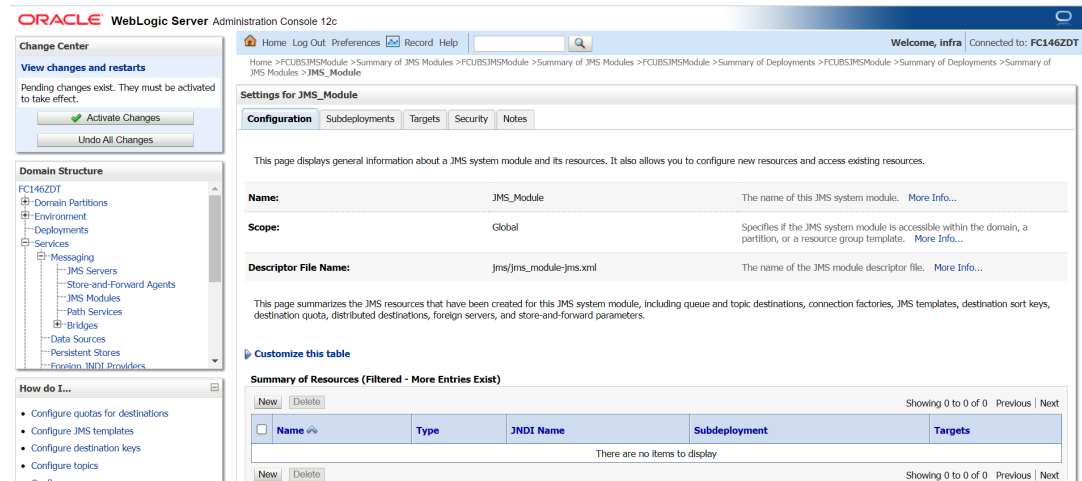 ORACLE WebLogic Server Administration Console 12c
Change Center
View changes and restarts
Pending changes exist. They must be activated
to take effect.
Activate Changes
Undo All Changes
Domain Structure
FC146ZDT
Domain Partitions
Environment
Deployments
Services
Messaging
JMS Servers
Store-and-Forward Agents
JMS Modules
Path Services
Bridges
Data Sources
Persistent Stores
Foreign JNDI Providers
How do I...
Configure quotas for destinations
Configure JMS templates
Configure destination keys
Configure topics
Home Log Out Preferences Record Help
Welcome, infra Connected to: FC146ZDT
Home >FCUBSJMSModule >Summary of JMS Modules >FCUBSJMSModule >Summary of JMS Modules >FCUBSJMSModule >Summary of Deployments >FCUBSJMSModule >Summary of Deployments >Summary of
JMS Modules >JMS_Module
Settings for JMS_Module
Configuration Subdeployments Targets Security Notes
This page displays general information about a JMS system module and its resources. It also allows you to configure new resources and access existing resources.
Name: JMS_Module The name of this JMS system module. More Info...
Scope: Global Specifies if the JMS system module is accessible within the domain, a
partition, or a resource group template. More Info...
Descriptor File Name: jms/jms_module-jms.xml The name of the JMS module descriptor file. More Info...
This page summarizes the JMS resources that have been created for this JMS system module, including queue and topic destinations, connection factories, JMS templates, destination sort keys,
destination quota, distributed destinations, foreign servers, and store-and-forward parameters.
Customize this table
Summary of Resources (Filtered - More Entries Exist)
New Delete Showing 0 to 0 of 0 Previous Next
Name Type JNDI Name Subdeployment Targets
There are no items to display
New Delete Showing 0 to 0 of 0 Previous Next